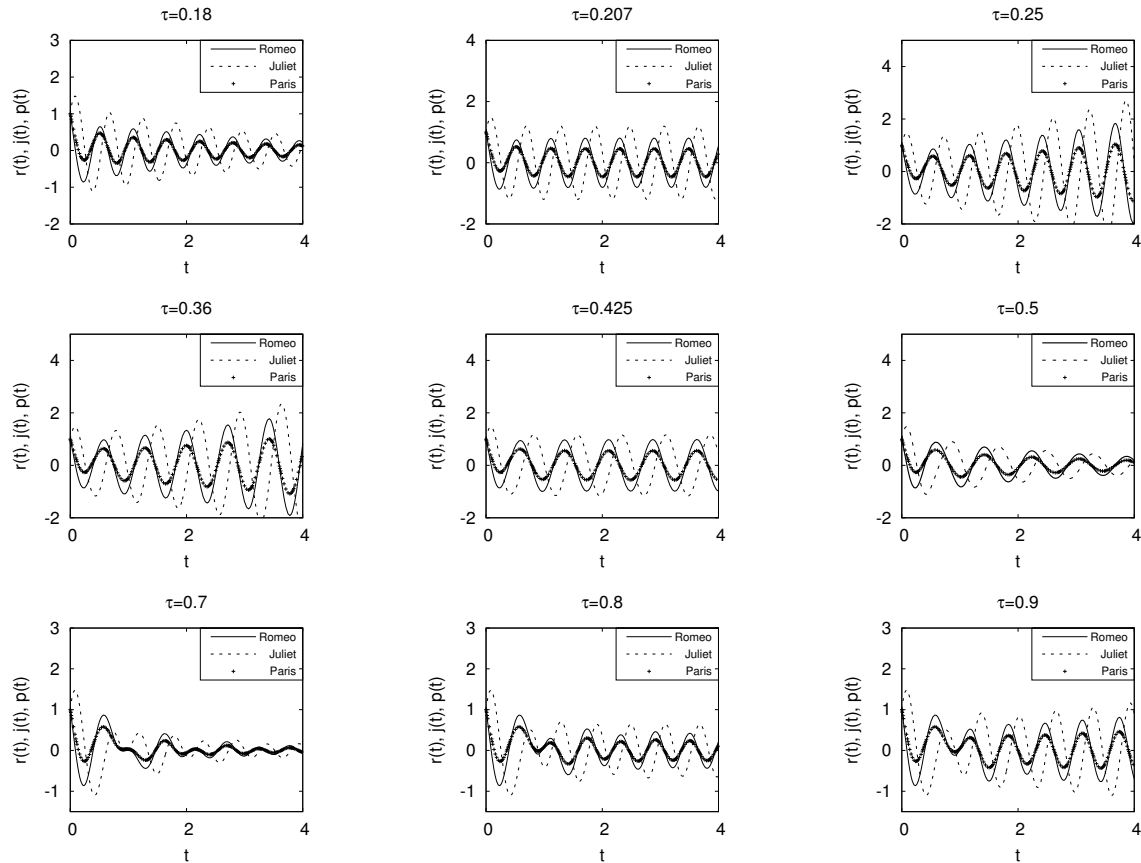 τ=0.18
τ=0.207
τ=0.25
r(t), j(t), p(t)
3
2
1
0
-1
-2
0
2
4
t
Romeo
Juliet
Paris
r(t), j(t), p(t)
4
2
0
-2
0
2
4
t
Romeo
Juliet
Paris
r(t), j(t), p(t)
4
2
0
-2
0
2
4
t
Romeo
Juliet
Paris
τ=0.36
τ=0.425
τ=0.5
r(t), j(t), p(t)
4
2
0
-2
0
2
4
t
Romeo
Juliet
Paris
r(t), j(t), p(t)
4
2
0
-2
0
2
4
t
Romeo
Juliet
Paris
r(t), j(t), p(t)
4
2
0
-2
0
2
4
t
Romeo
Juliet
Paris
τ=0.7
τ=0.8
τ=0.9
r(t), j(t), p(t)
3
2
1
0
-1
0
2
4
t
Romeo
Juliet
Paris
r(t), j(t), p(t)
3
2
1
0
-1
0
2
4
t
Romeo
Juliet
Paris
r(t), j(t), p(t)
3
2
1
0
-1
0
2
4
t
Romeo
Juliet
Paris